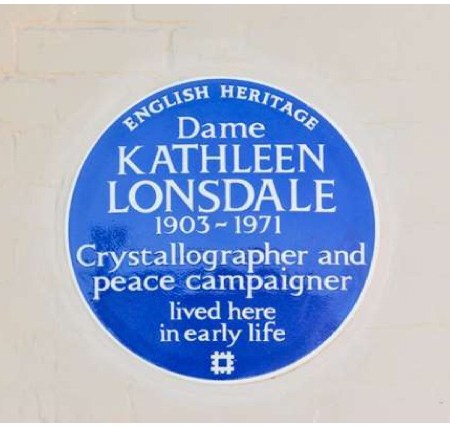 ENGLISH HERITAGE
Dame
KATHLEEN
LONSDALE
1903~1971
Crystallographer and
peace campaigner
lived here
in early life